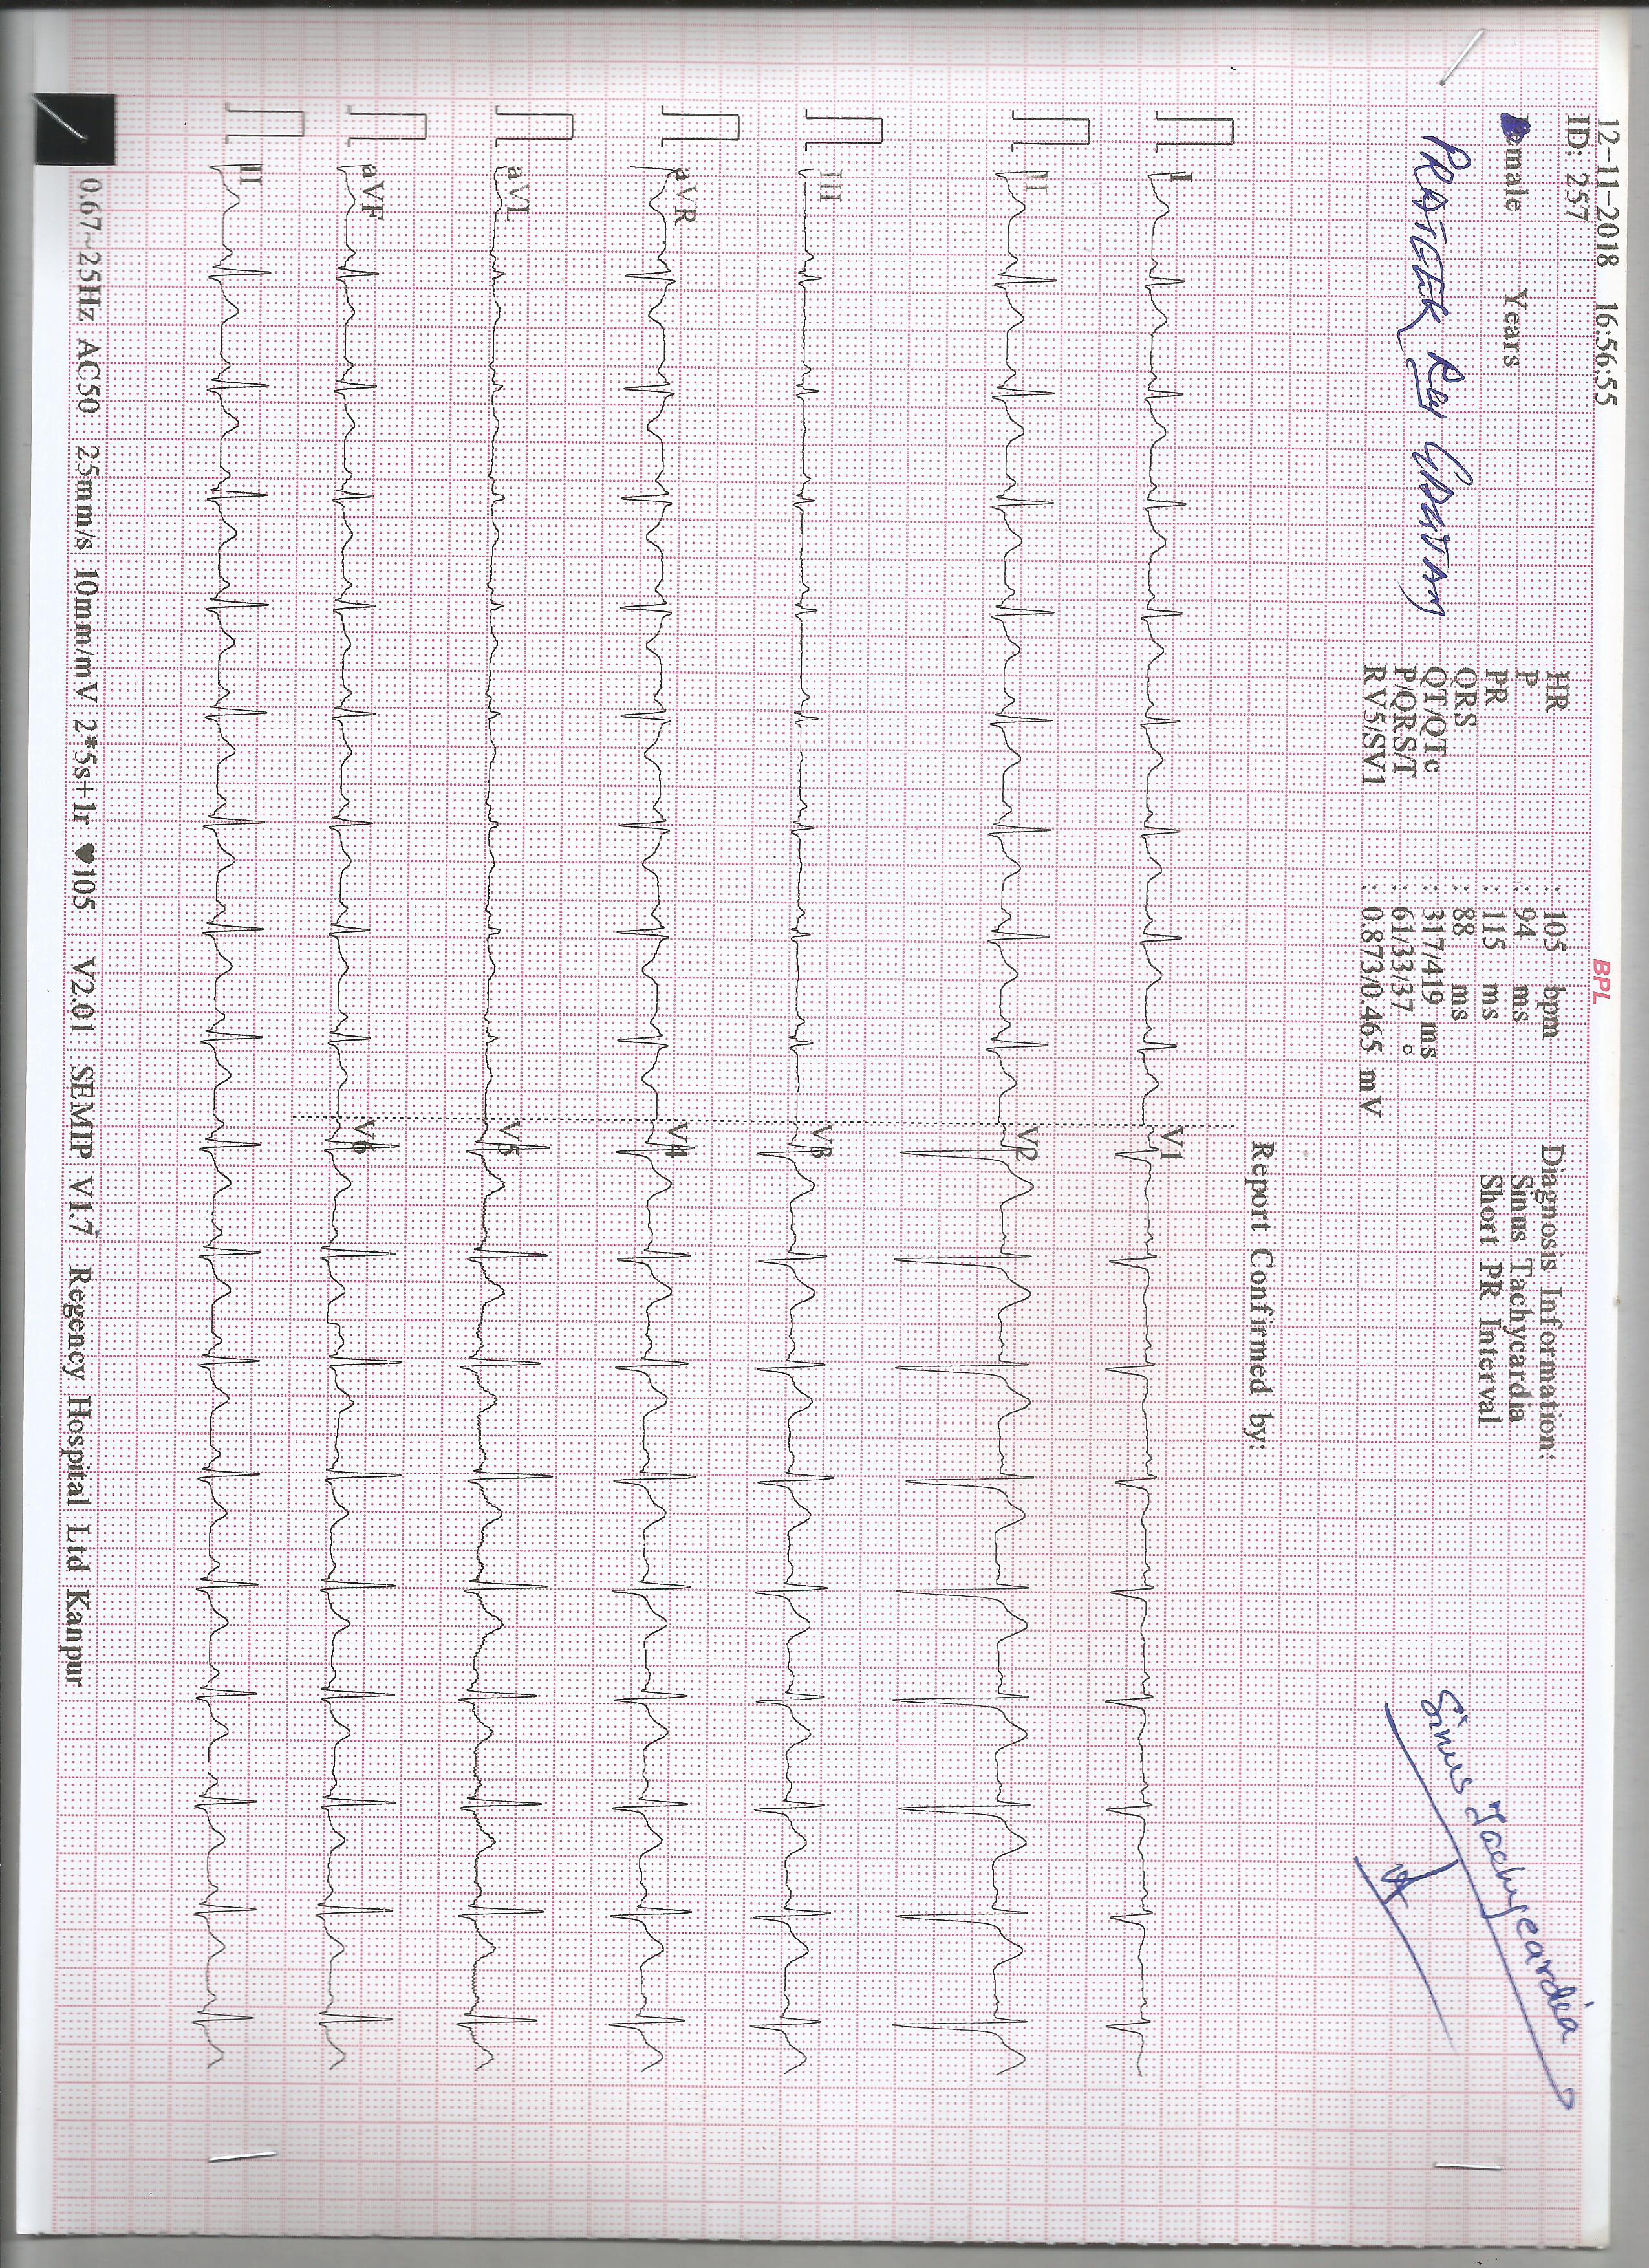 12-11-2018 16:56:55
ID: 257
male Years
HR : 105 bpm
P : 94 ms
PR : 115 ms
QRS : 88 ms
QT/QTc : 317/419 ms
P/QRS/T : 61/33/37 °
RV5/SV1 : 0.873/0.465 mV
BPL
Diagnosis Information:
Sinus Tachycardia
Short PR Interval
Report Confirmed by:
Sinus Tachycardia
I
V1
II
V2
III
V3
aVR
V4
aVL
V5
aVF
V6
II
0.67~25Hz AC50 25mm/s 10mm/mV 2*5s+1r ♥105 V2.01 SEMIP V1.7 Regency Hospital Ltd Kanpur